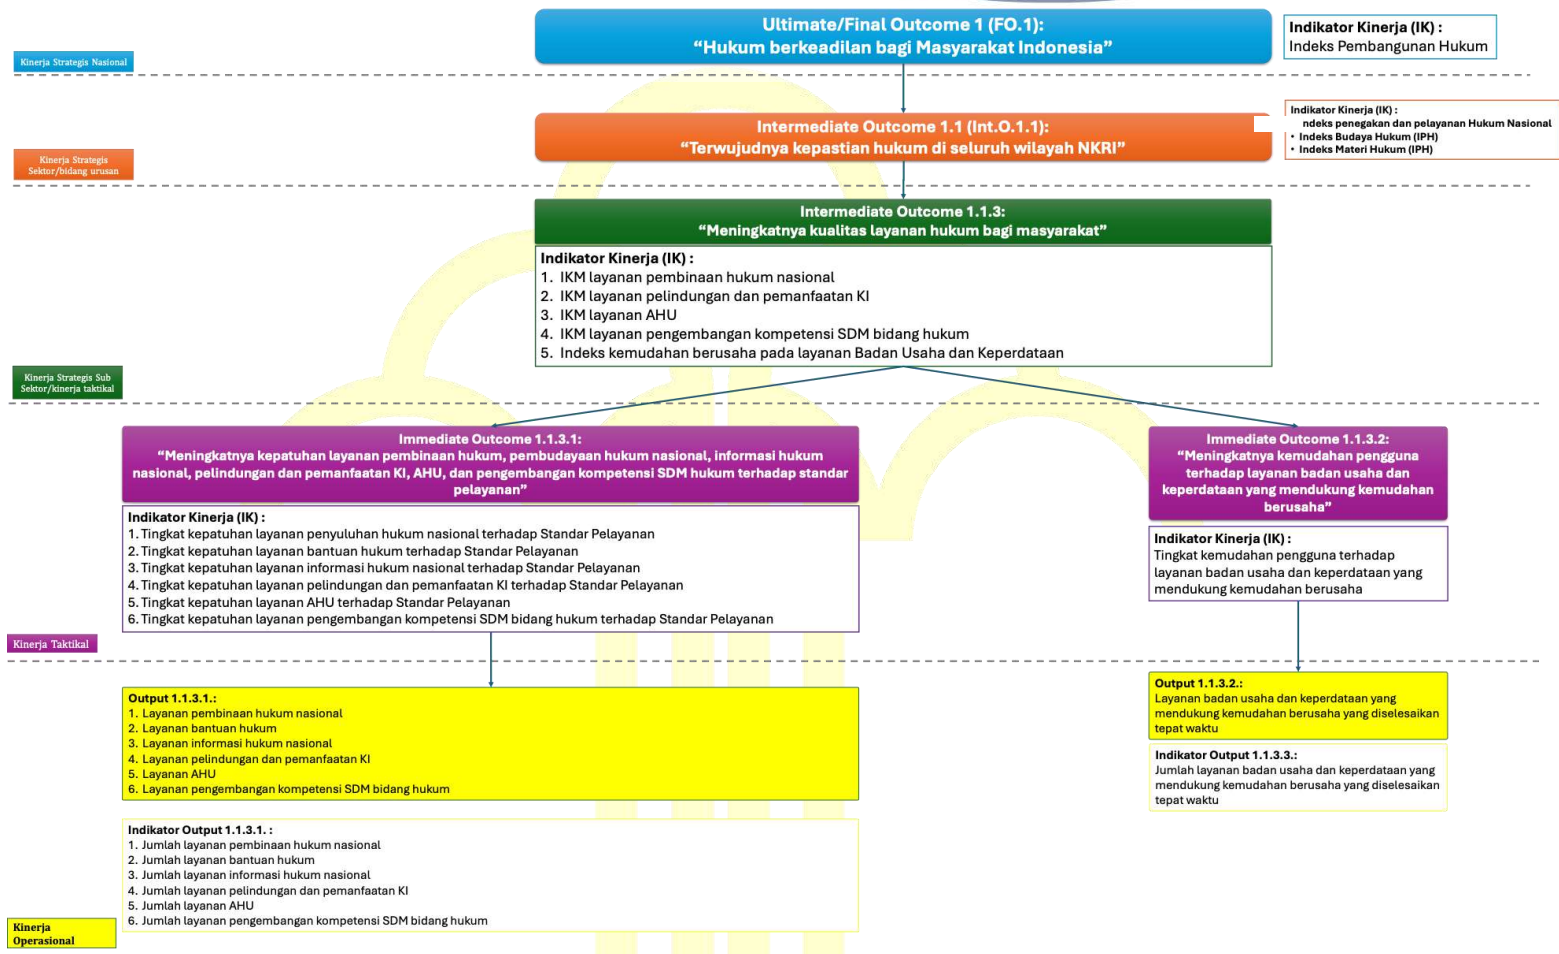 Ultimate/Final Outcome 1 (FO.1):
“Hukum berkeadilan bagi Masyarakat Indonesia”
Indikator Kinerja (IK) :
Indeks Pembangunan Hukum
Kinerja Strategis Nasional
Intermediate Outcome 1.1 (Int.O.1.1):
“Terwujudnya kepastian hukum di seluruh wilayah NKRI”
Indikator Kinerja (IK) :
ndeks penegakan dan pelayanan Hukum Nasional
• Indeks Budaya Hukum (IPH)
• Indeks Materi Hukum (IPH)
Kinerja Strategis
Sektor/bidang urusan
Intermediate Outcome 1.1.3:
“Meningkatnya kualitas layanan hukum bagi masyarakat”
Indikator Kinerja (IK) :
1. IKM layanan pembinaan hukum nasional
2. IKM layanan pelindungan dan pemanfaatan KI
3. IKM layanan AHU
4. IKM layanan pengembangan kompetensi SDM bidang hukum
5. Indeks kemudahan berusaha pada layanan Badan Usaha dan Keperdataan
Kinerja Strategis Sub
Sektor/kinerja taktikal
Immediate Outcome 1.1.3.1:
“Meningkatnya kepatuhan layanan pembinaan hukum, pembudayaan hukum nasional, informasi hukum
nasional, pelindungan dan pemanfaatan KI, AHU, dan pengembangan kompetensi SDM hukum terhadap standar
pelayanan”
Indikator Kinerja (IK) :
1. Tingkat kepatuhan layanan penyuluhan hukum nasional terhadap Standar Pelayanan
2. Tingkat kepatuhan layanan bantuan hukum terhadap Standar Pelayanan
3. Tingkat kepatuhan layanan informasi hukum nasional terhadap Standar Pelayanan
4. Tingkat kepatuhan layanan pelindungan dan pemanfaatan KI terhadap Standar Pelayanan
5. Tingkat kepatuhan layanan AHU terhadap Standar Pelayanan
6. Tingkat kepatuhan layanan pengembangan kompetensi SDM bidang hukum terhadap Standar Pelayanan
Immediate Outcome 1.1.3.2:
“Meningkatnya kemudahan pengguna
terhadap layanan badan usaha dan
keperdataan yang mendukung kemudahan
berusaha”
Indikator Kinerja (IK) :
Tingkat kemudahan pengguna terhadap
layanan badan usaha dan keperdataan yang
mendukung kemudahan berusaha
Kinerja Taktikal
Output 1.1.3.1.:
1. Layanan pembinaan hukum nasional
2. Layanan bantuan hukum
3. Layanan informasi hukum nasional
4. Layanan pelindungan dan pemanfaatan KI
5. Layanan AHU
6. Layanan pengembangan kompetensi SDM bidang hukum
Output 1.1.3.2.:
Layanan badan usaha dan keperdataan yang
mendukung kemudahan berusaha yang diselesaikan
tepat waktu
Indikator Output 1.1.3.3.:
Jumlah layanan badan usaha dan keperdataan yang
mendukung kemudahan berusaha yang diselesaikan
tepat waktu
Indikator Output 1.1.3.1. :
1. Jumlah layanan pembinaan hukum nasional
2. Jumlah layanan bantuan hukum
3. Jumlah layanan informasi hukum nasional
4. Jumlah layanan pelindungan dan pemanfaatan KI
5. Jumlah layanan AHU
6. Jumlah layanan pengembangan kompetensi SDM bidang hukum
Kinerja
Operasional